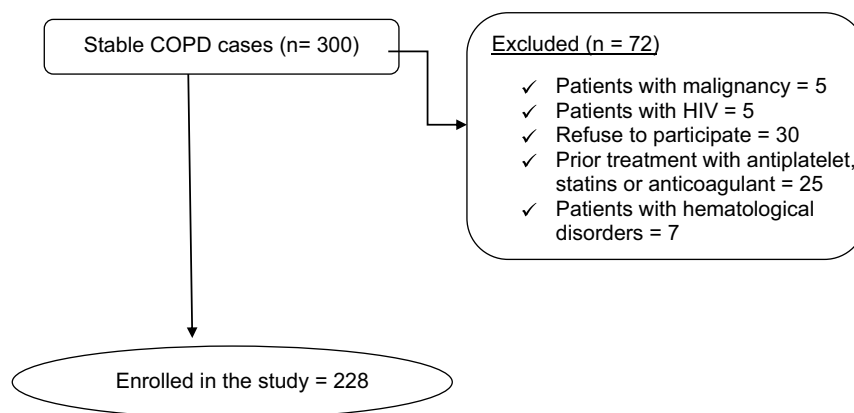 Stable COPD cases (n= 300)
Excluded (n = 72)
✓ Patients with malignancy = 5
✓ Patients with HIV = 5
✓ Refuse to participate = 30
✓ Prior treatment with antiplatelet,
statins or anticoagulant = 25
✓ Patients with hematological
disorders = 7
Enrolled in the study = 228